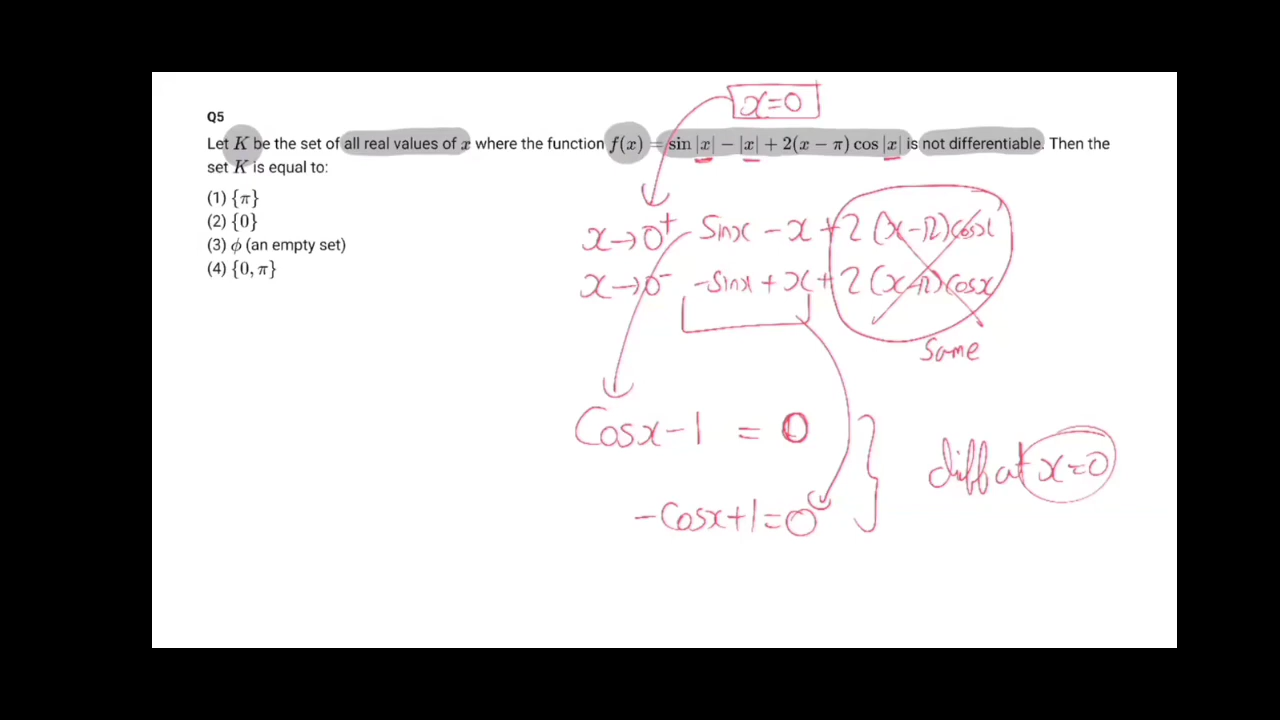 x=0
Q5
Let K be the set of all real values of x where the function f(x) = sin |x| − |x| + 2(x − π) cos |x| is not differentiable. Then the
set K is equal to:
(1) {π}
(2) {0}
(3) ϕ (an empty set)
(4) {0, π}
x→0⁺ sinx − x + 2 (x−π) cosx
x→0⁻ −sinx + x + 2 (x−π) cosx
Same
Cosx−1 = 0
diff at x=0
−Cosx+1=0